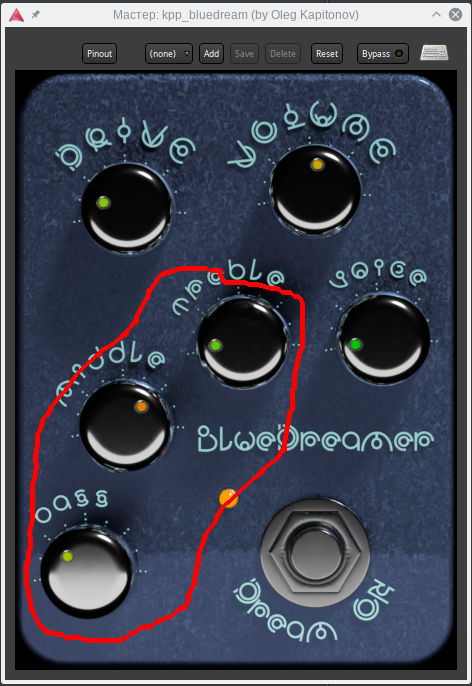 Мастер: kpp_bluedream (by Oleg Kapitonov)
Pinout (none) Add Save Delete Reset Bypass
DRIVE VOLUME
treble voice
middle
BlueDreamer
bass
Dream On